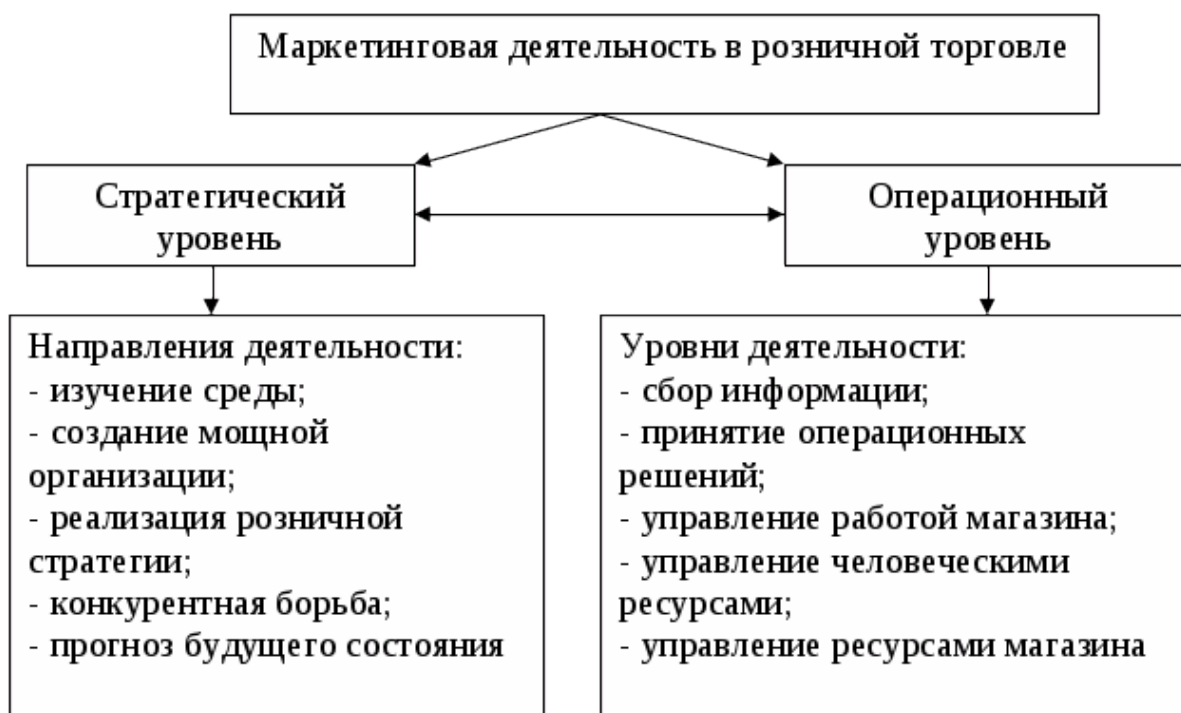 Маркетинговая деятельность в розничной торговле
Стратегический
уровень
Операционный
уровень
Направления деятельности:
- изучение среды;
- создание мощной
организации;
- реализация розничной
стратегии;
- конкурентная борьба;
- прогноз будущего состояния
Уровни деятельности:
- сбор информации;
- принятие операционных
решений;
- управление работой магазина;
- управление человеческими
ресурсами;
- управление ресурсами магазина